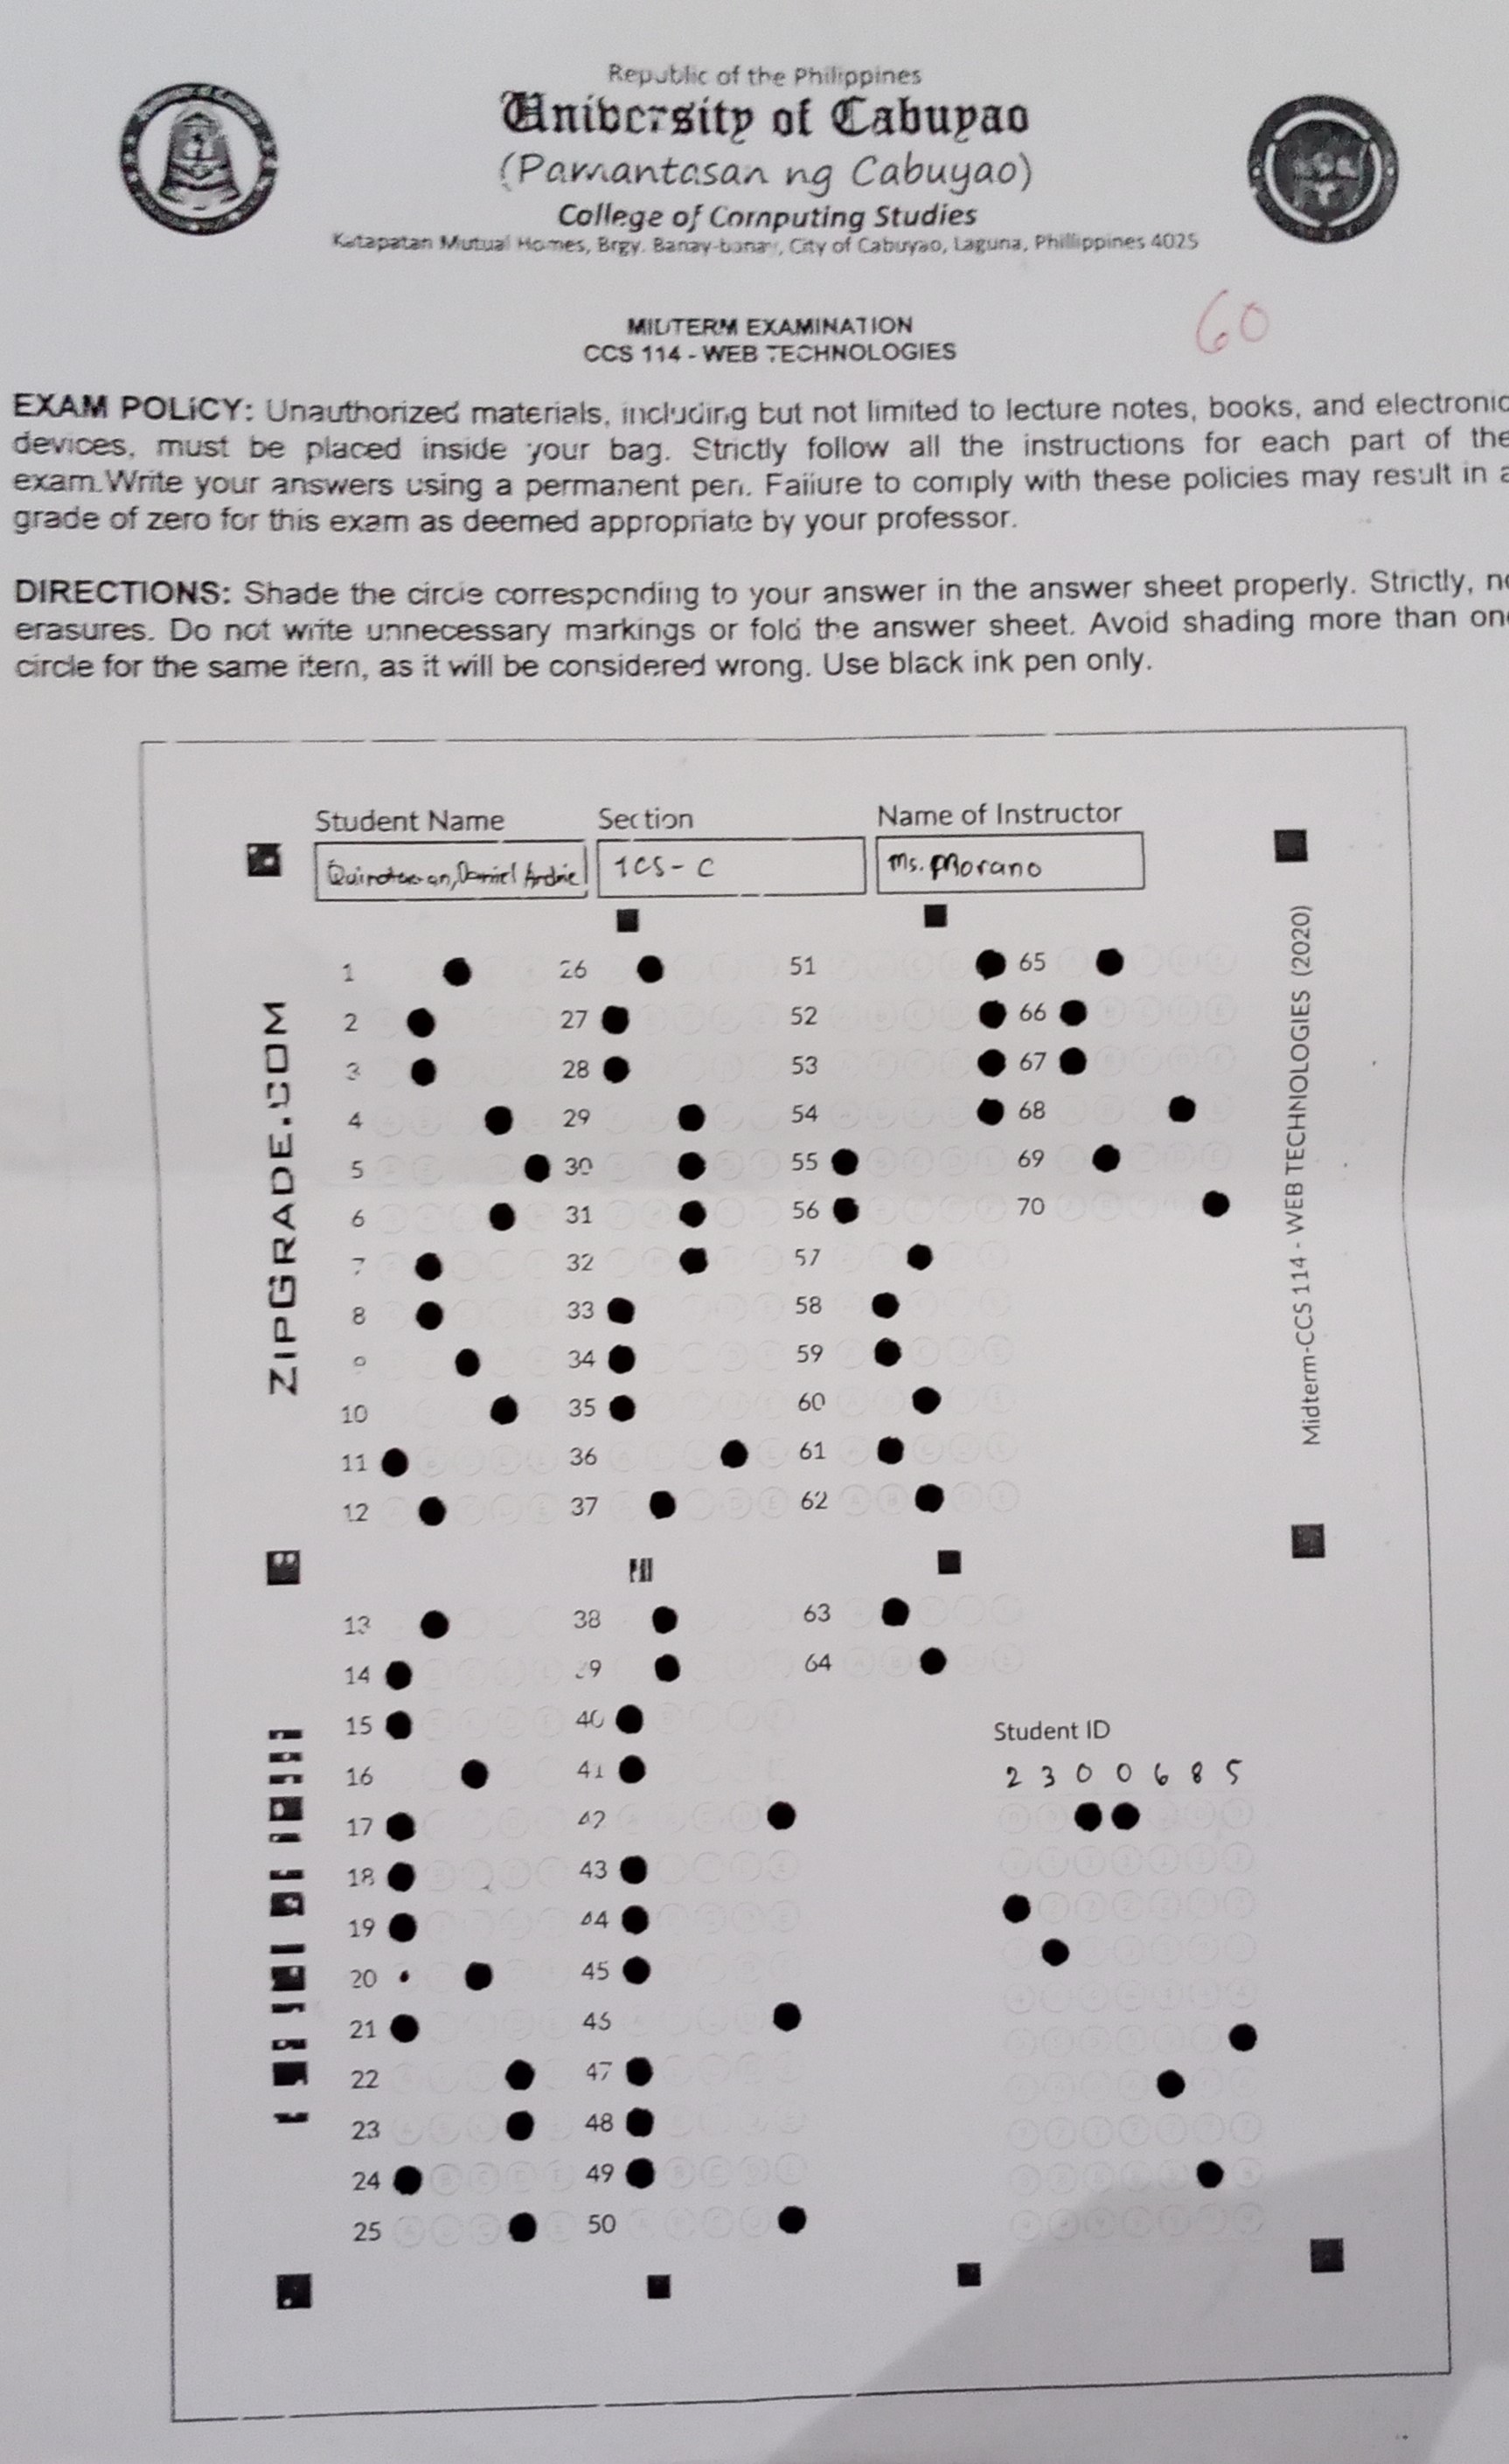 Republic of the Philippines
University of Cabuyao
(Pamantasan ng Cabuyao)
College of Computing Studies
Katapatan Mutual Homes, Brgy. Banay-banay, City of Cabuyao, Laguna, Phillippines 4025
60
MIDTERM EXAMINATION
CCS 114 - WEB TECHNOLOGIES
EXAM POLICY: Unauthorized materials, including but not limited to lecture notes, books, and electronic
devices, must be placed inside your bag. Strictly follow all the instructions for each part of the
exam.Write your answers using a permanent pen. Failure to comply with these policies may result in a
grade of zero for this exam as deemed appropriate by your professor.
DIRECTIONS: Shade the circle corresponding to your answer in the answer sheet properly. Strictly, no
erasures. Do not write unnecessary markings or fold the answer sheet. Avoid shading more than one
circle for the same item, as it will be considered wrong. Use black ink pen only.
Student Name Section Name of Instructor
Daniel Ardrie 1CS-C Ms. Morano
ZIPGRADE.COM
Midterm-CCS 114 - WEB TECHNOLOGIES (2020)
1 26 51 65
2 27 52 66
3 28 53 67
4 29 54 68
5 30 55 69
6 31 56 70
7 32 57
8 33 58
9 34 59
10 35 60
11 36 61
12 37 62
13 38 63
14 39 64
15 40
16 41
17 42
18 43
19 44
20 45
21 46
22 47
23 48
24 49
25 50
Student ID
2 3 0 0 6 8 5